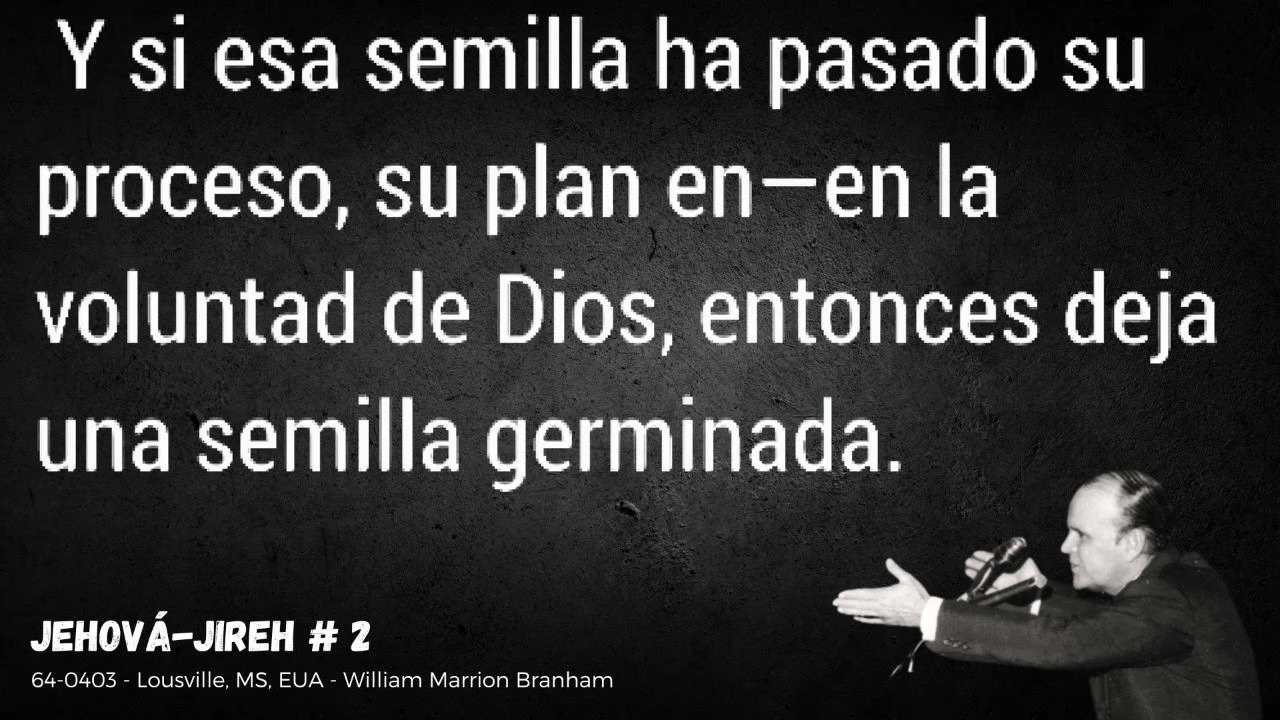 Y si esa semilla ha pasado su
proceso, su plan en—en la
voluntad de Dios, entonces deja
una semilla germinada.
JEHOVÁ-JIREH # 2
64-0403 - Lousville, MS, EUA - William Marrion Branham